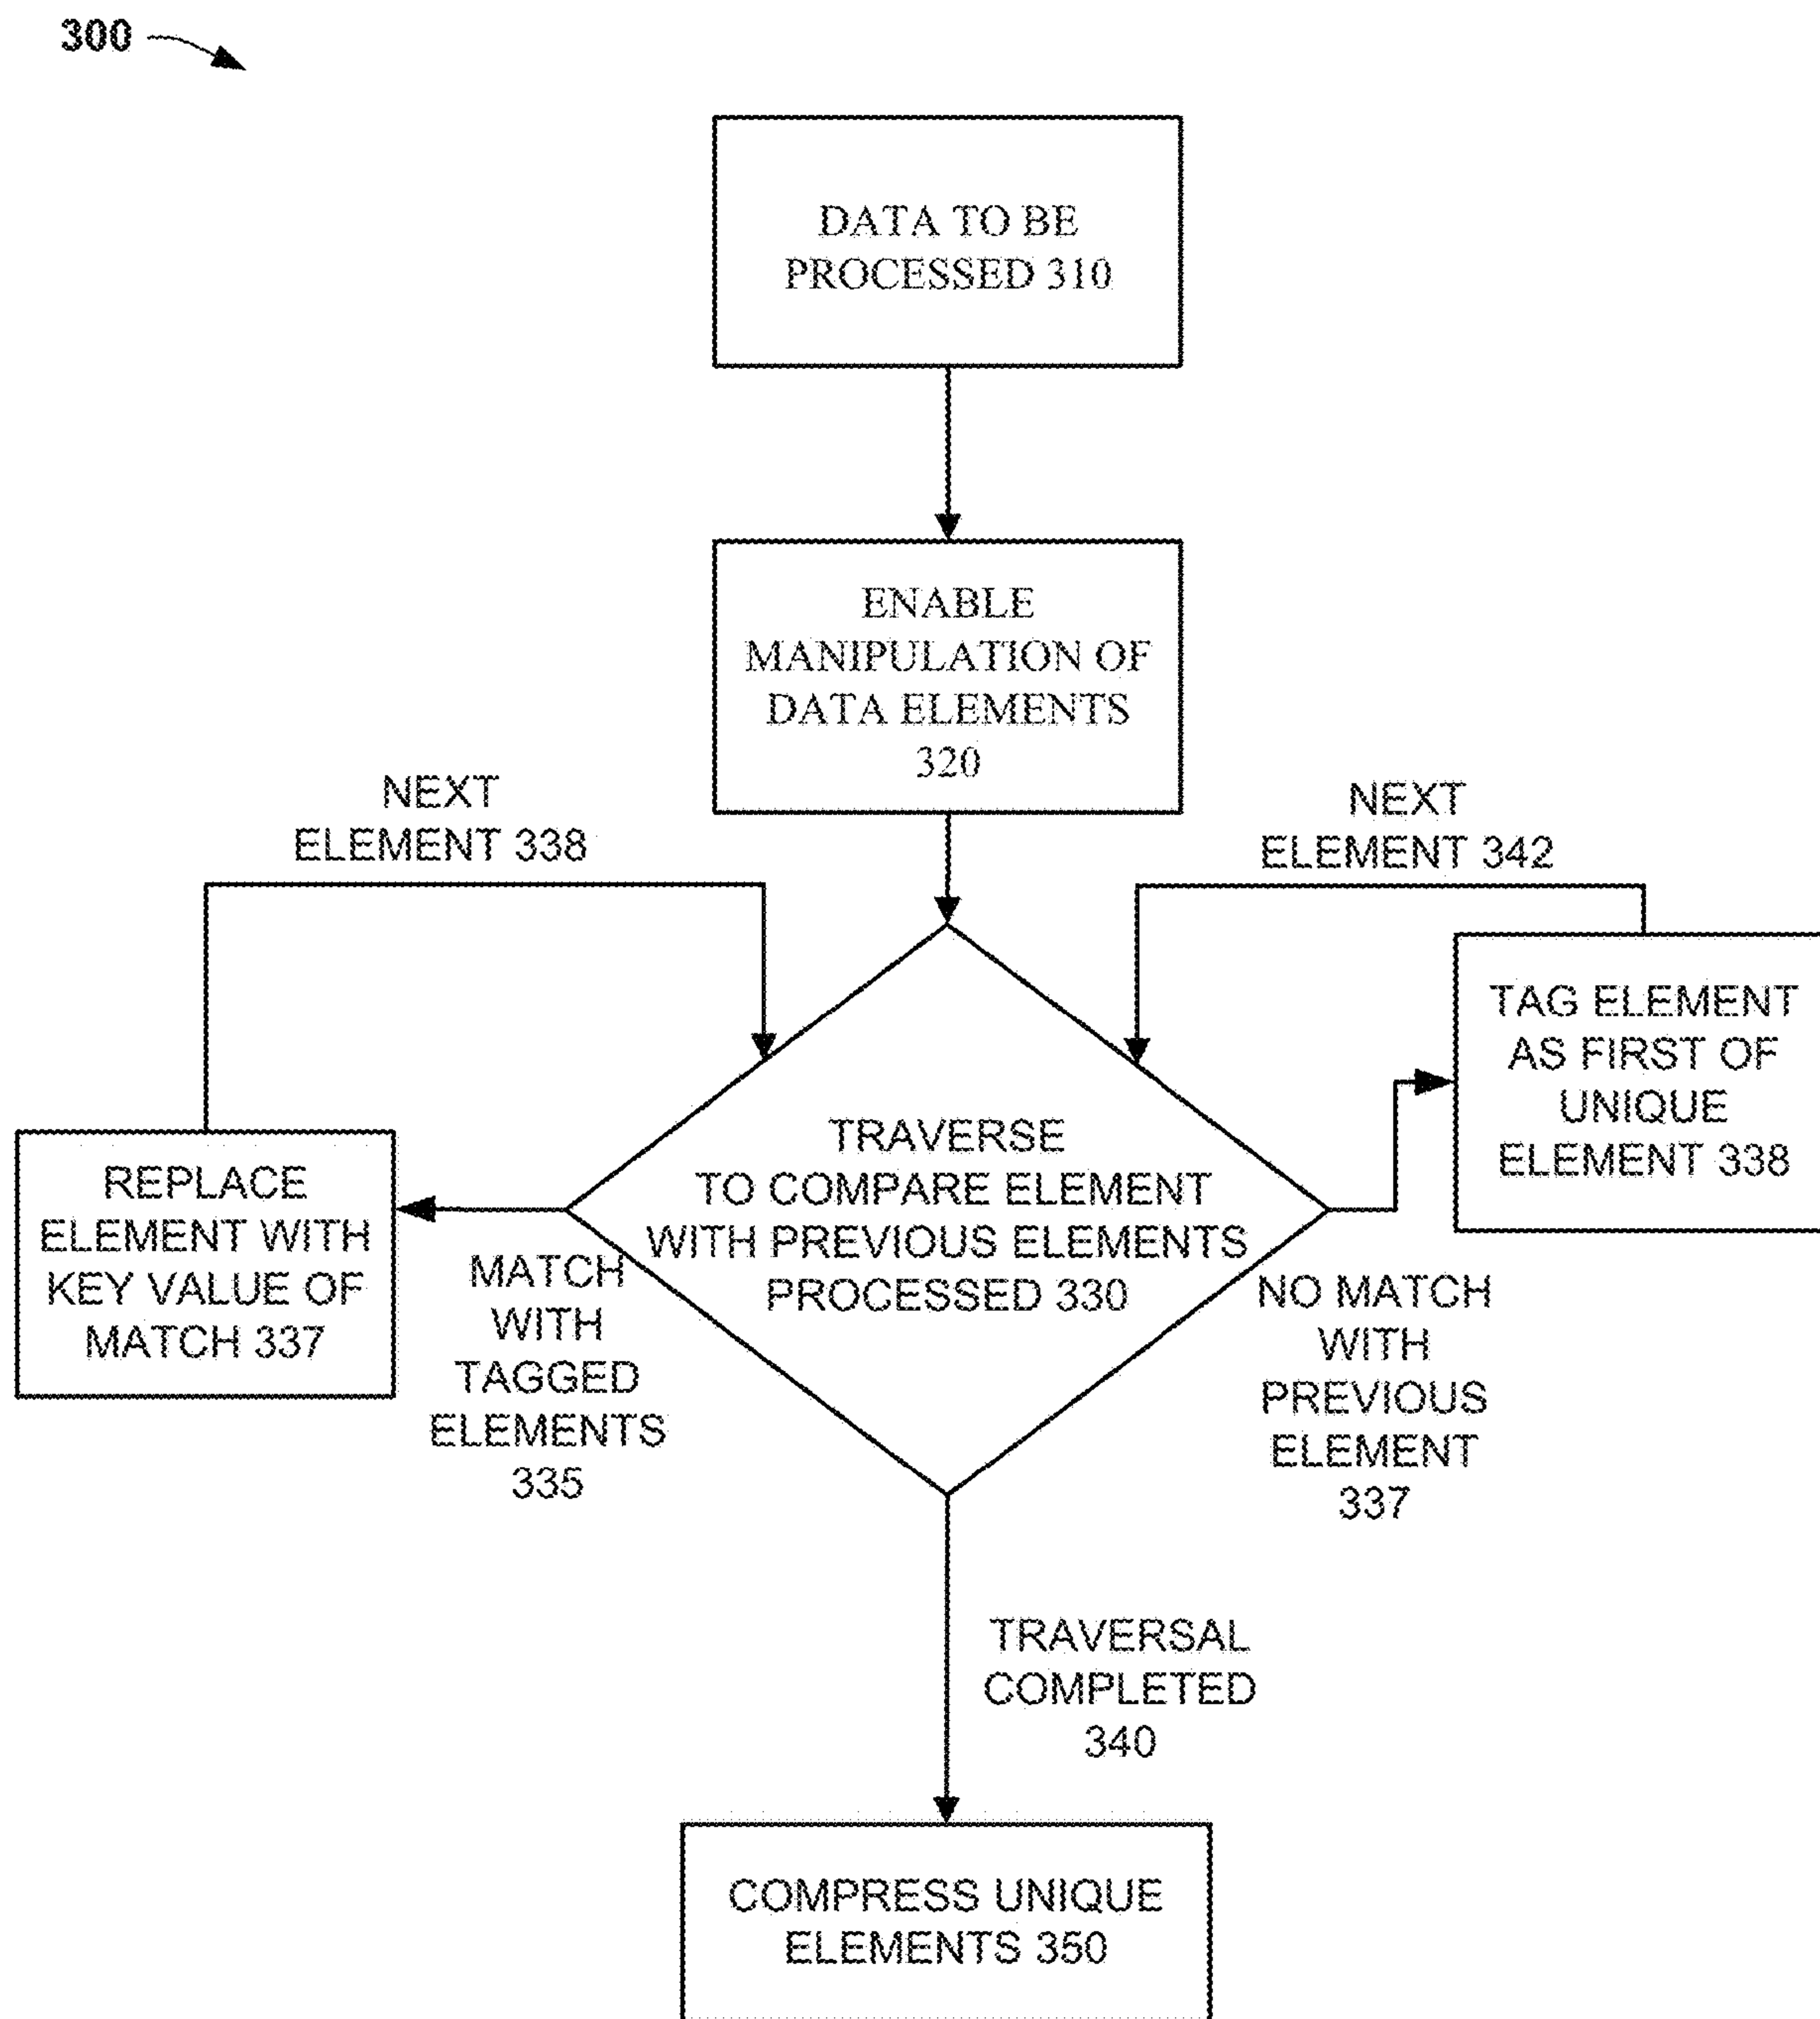 300
DATA TO BE
PROCESSED 310
ENABLE
MANIPULATION OF
DATA ELEMENTS
320
NEXT
ELEMENT 338
NEXT
ELEMENT 342
TAG ELEMENT
AS FIRST OF
UNIQUE
ELEMENT 338
TRAVERSE
TO COMPARE ELEMENT
WITH PREVIOUS ELEMENTS
PROCESSED 330
REPLACE
ELEMENT WITH
KEY VALUE OF
MATCH 337
MATCH
WITH
TAGGED
ELEMENTS
335
NO MATCH
WITH
PREVIOUS
ELEMENT
337
TRAVERSAL
COMPLETED
340
COMPRESS UNIQUE
ELEMENTS 350